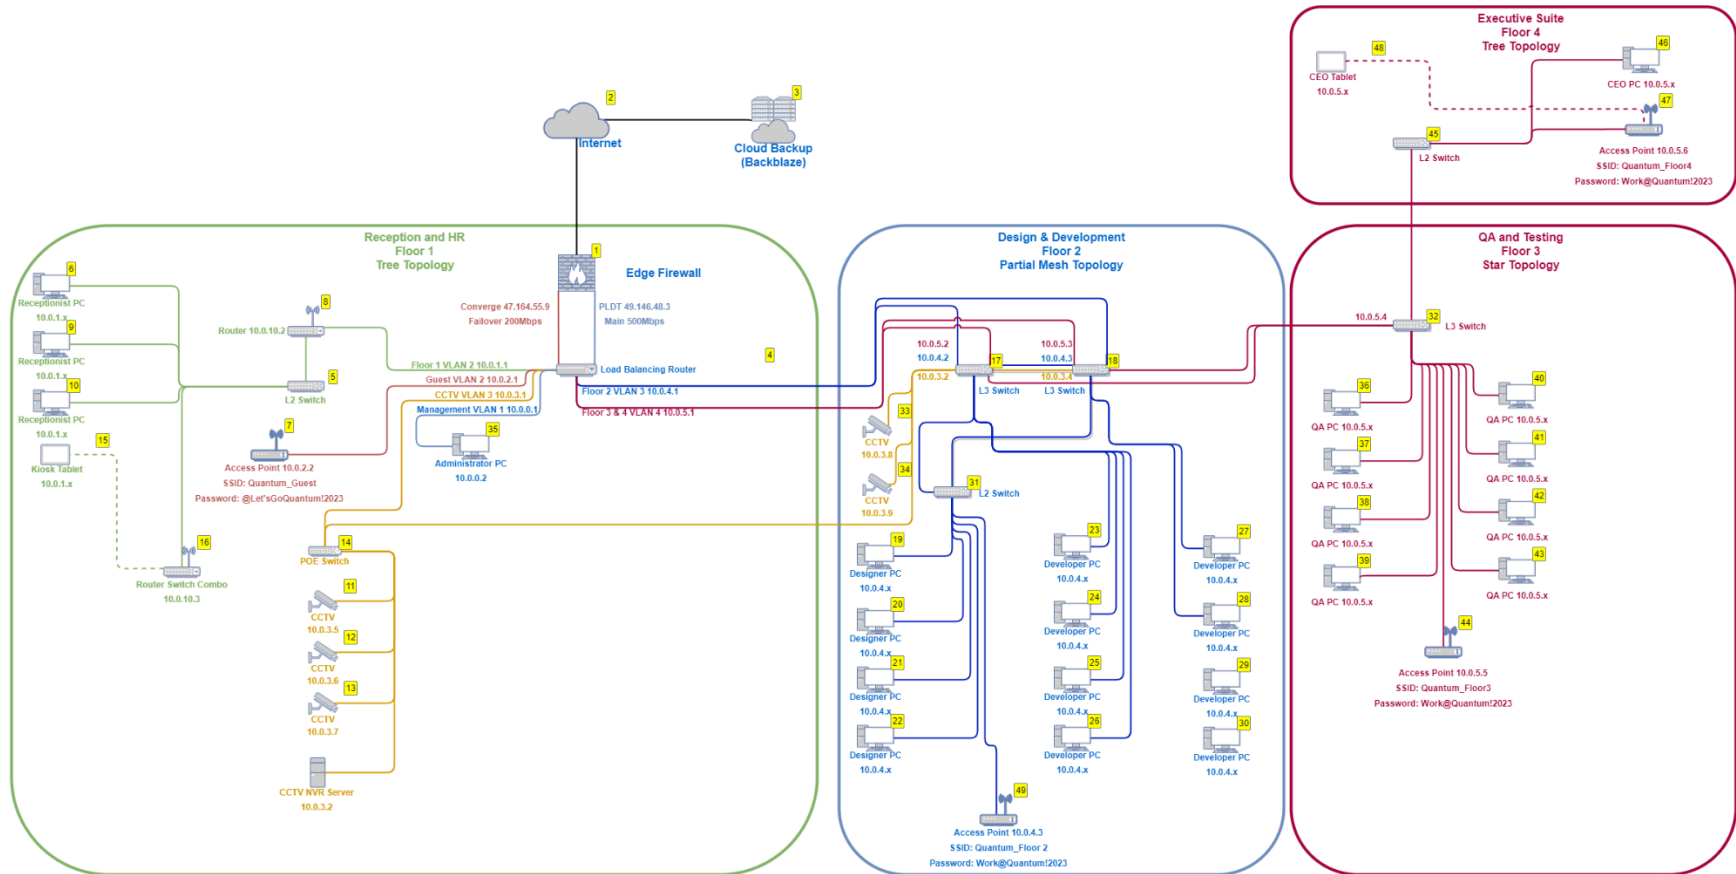 Executive Suite
Floor 4
Tree Topology
48
46
CEO Tablet
10.0.5.x
CEO PC 10.0.5.x
47
45
L2 Switch
Access Point 10.0.5.6
SSID: Quantum_Floor4
Password: Work@Quantum!2023
2
Internet
3
Cloud Backup
(Backblaze)
Reception and HR
Floor 1
Tree Topology
1
Edge Firewall
Converge 47.164.55.9
Failover 200Mbps
PLDT 49.146.48.3
Main 500Mbps
4
Load Balancing Router
6
Receptionist PC
10.0.1.x
8
Router 10.0.10.2
9
Receptionist PC
10.0.1.x
5
L2 Switch
10
Receptionist PC
10.0.1.x
Floor 1 VLAN 2 10.0.1.1
Guest VLAN 2 10.0.2.1
CCTV VLAN 3 10.0.3.1
Management VLAN 1 10.0.0.1
Floor 2 VLAN 3 10.0.4.1
Floor 3 & 4 VLAN 4 10.0.5.1
15
Kiosk Tablet
10.0.1.x
7
Access Point 10.0.2.2
SSID: Quantum_Guest
Password: @Let'sGoQuantum!2023
35
Administrator PC
10.0.0.2
16
Router Switch Combo
10.0.10.3
14
POE Switch
11
CCTV
10.0.3.5
12
CCTV
10.0.3.6
13
CCTV
10.0.3.7
CCTV NVR Server
10.0.3.2
Design & Development
Floor 2
Partial Mesh Topology
10.0.5.2
10.0.4.2
10.0.3.2
17
L3 Switch
10.0.5.3
10.0.4.3
10.0.3.4
18
L3 Switch
33
CCTV
10.0.3.8
34
CCTV
10.0.3.9
31
L2 Switch
19
Designer PC
10.0.4.x
20
Designer PC
10.0.4.x
21
Designer PC
10.0.4.x
22
Designer PC
10.0.4.x
23
Developer PC
10.0.4.x
24
Developer PC
10.0.4.x
25
Developer PC
10.0.4.x
26
Developer PC
10.0.4.x
27
Developer PC
10.0.4.x
28
Developer PC
10.0.4.x
29
Developer PC
10.0.4.x
30
Developer PC
10.0.4.x
49
Access Point 10.0.4.3
SSID: Quantum_Floor 2
Password: Work@Quantum!2023
QA and Testing
Floor 3
Star Topology
10.0.5.4
32
L3 Switch
36
QA PC 10.0.5.x
37
QA PC 10.0.5.x
38
QA PC 10.0.5.x
39
QA PC 10.0.5.x
40
QA PC 10.0.5.x
41
QA PC 10.0.5.x
42
QA PC 10.0.5.x
43
QA PC 10.0.5.x
44
Access Point 10.0.5.5
SSID: Quantum_Floor3
Password: Work@Quantum!2023